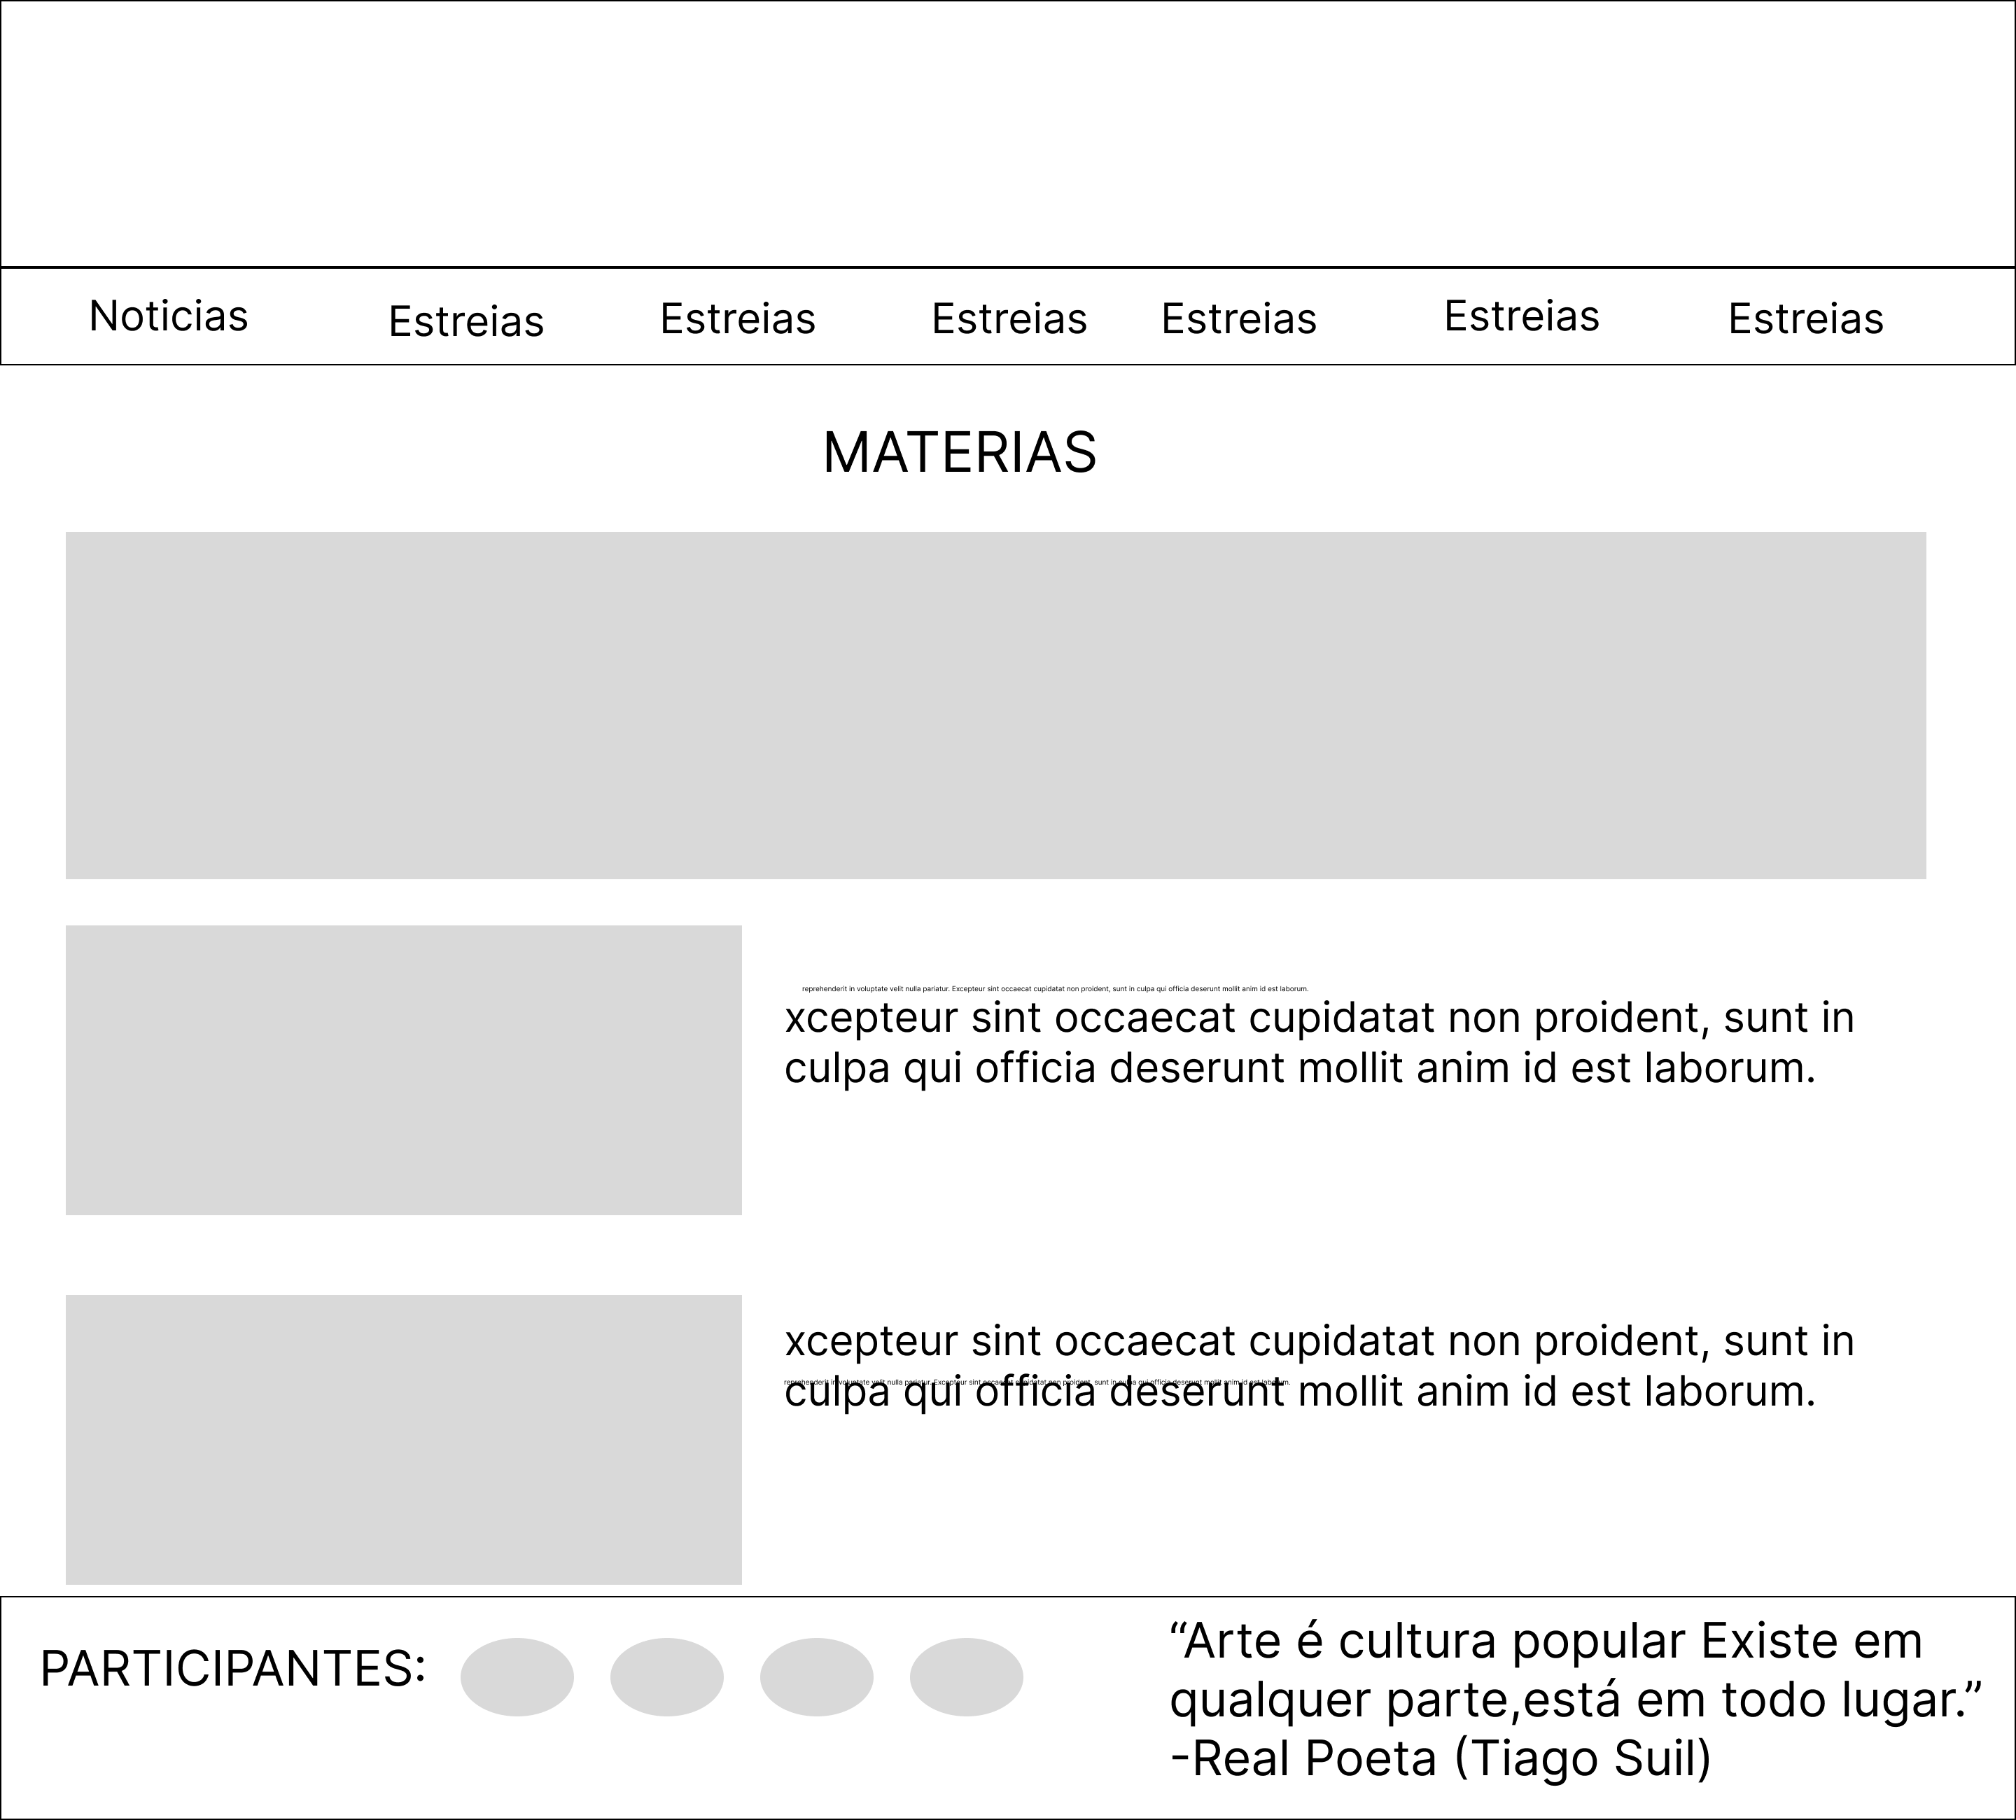 Noticias Estreias Estreias Estreias Estreias Estreias Estreias
MATERIAS
reprehenderit in voluptate velit nulla pariatur. Excepteur sint occaecat cupidatat non proident, sunt in culpa qui officia deserunt mollit anim id est laborum.
xcepteur sint occaecat cupidatat non proident, sunt in
culpa qui officia deserunt mollit anim id est laborum.
xcepteur sint occaecat cupidatat non proident, sunt in
reprehenderit in voluptate velit nulla pariatur. Excepteur sint occaecat cupidatat non proident, sunt in culpa qui officia deserunt mollit anim id est laborum.
culpa qui officia deserunt mollit anim id est laborum.
PARTICIPANTES:
“Arte é cultura popular Existe em
qualquer parte,está em todo lugar.”
-Real Poeta (Tiago Suil)